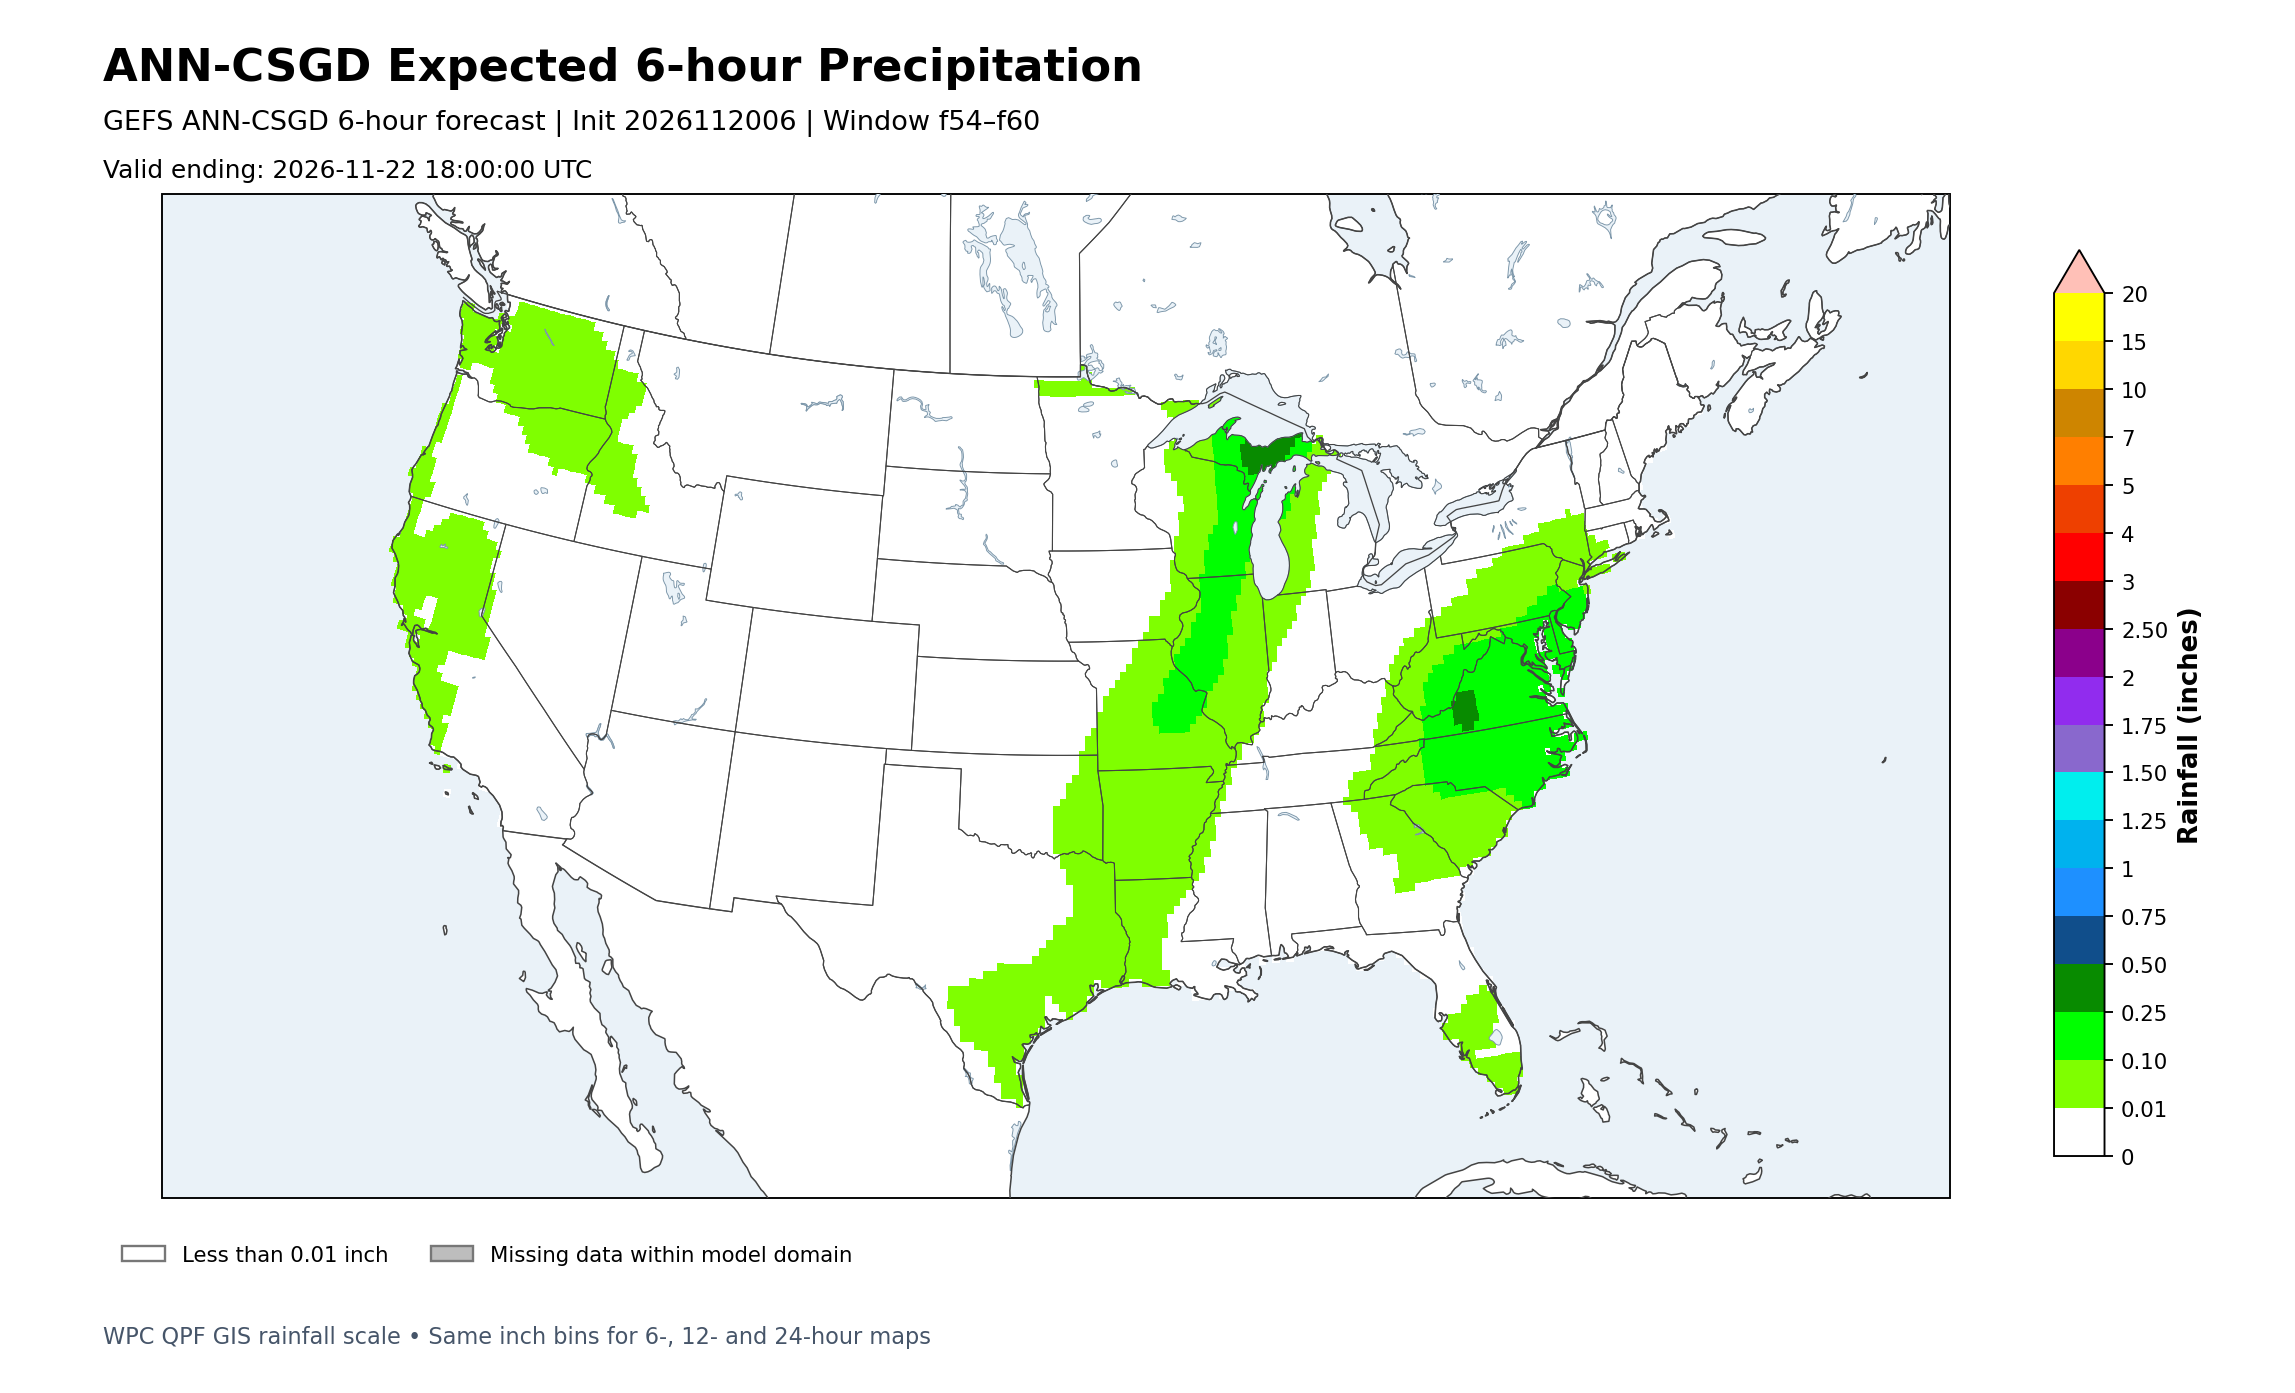 ANN-CSGD Expected 6-hour Precipitation
GEFS ANN-CSGD 6-hour forecast | Init 2026112006 | Window f54–f60
Valid ending: 2026-11-22 18:00:00 UTC
20
15
10
7
5
4
3
2.50
2
1.75
1.50
1.25
1
0.75
0.50
0.25
0.10
0.01
0
Rainfall (inches)
Less than 0.01 inch
Missing data within model domain
WPC QPF GIS rainfall scale • Same inch bins for 6-, 12- and 24-hour maps